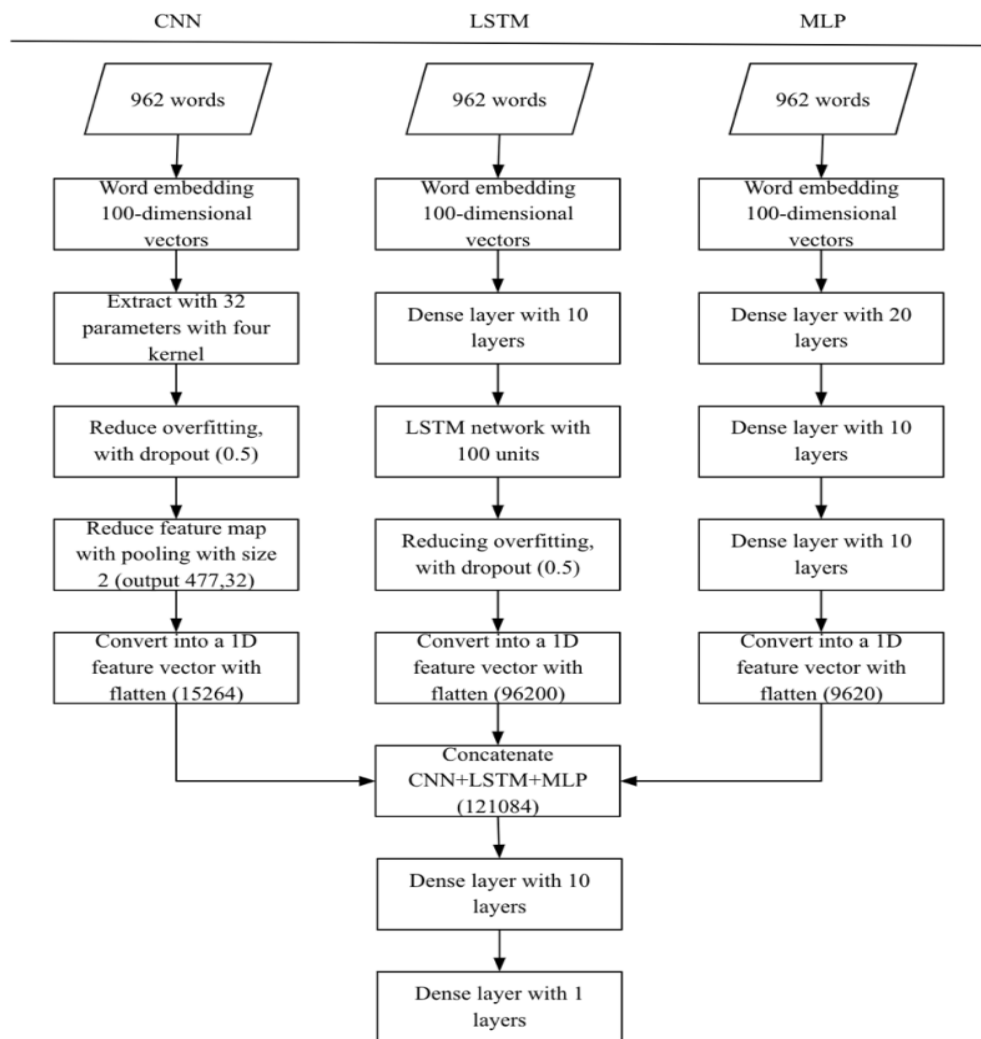 CNN
LSTM
MLP
962 words
962 words
962 words
Word embedding
100-dimensional
vectors
Word embedding
100-dimensional
vectors
Word embedding
100-dimensional
vectors
Extract with 32
parameters with four
kernel
Dense layer with 10
layers
Dense layer with 20
layers
Reduce overfitting,
with dropout (0.5)
LSTM network with
100 units
Dense layer with 10
layers
Reduce feature map
with pooling with size
2 (output 477,32)
Reducing overfitting,
with dropout (0.5)
Dense layer with 10
layers
Convert into a 1D
feature vector with
flatten (15264)
Convert into a 1D
feature vector with
flatten (96200)
Convert into a 1D
feature vector with
flatten (9620)
Concatenate
CNN+LSTM+MLP
(121084)
Dense layer with 10
layers
Dense layer with 1
layers